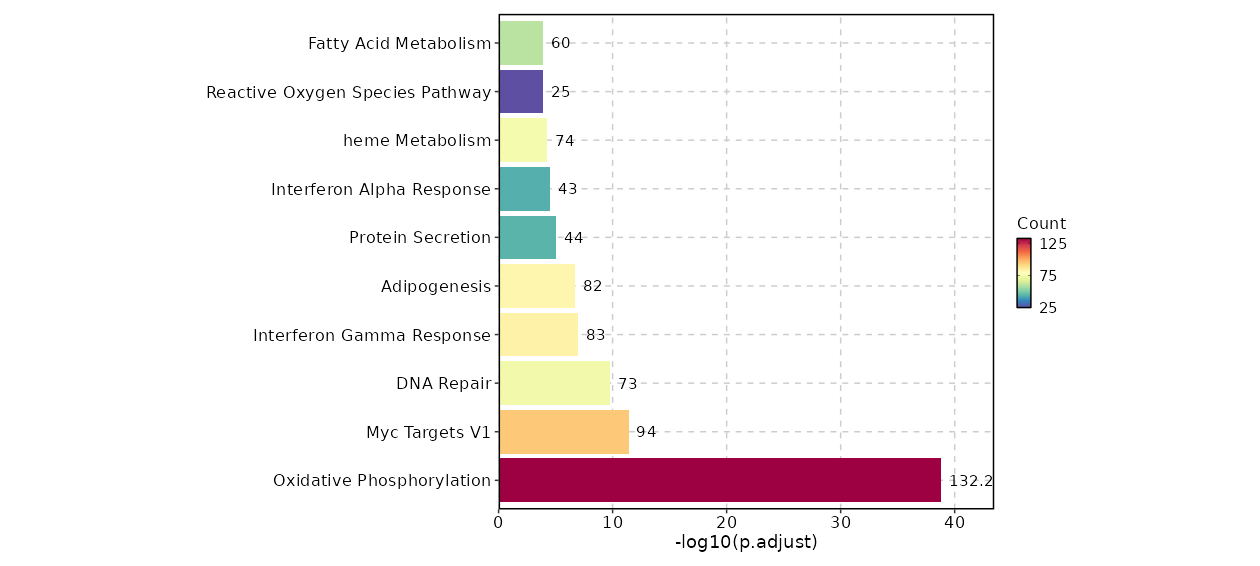 Fatty Acid Metabolism 60
Reactive Oxygen Species Pathway 25
heme Metabolism 74
Interferon Alpha Response 43
Protein Secretion 44
Adipogenesis 82
Interferon Gamma Response 83
DNA Repair 73
Myc Targets V1 94
Oxidative Phosphorylation 132.2
0 10 20 30 40
-log10(p.adjust)
Count
125
75
25